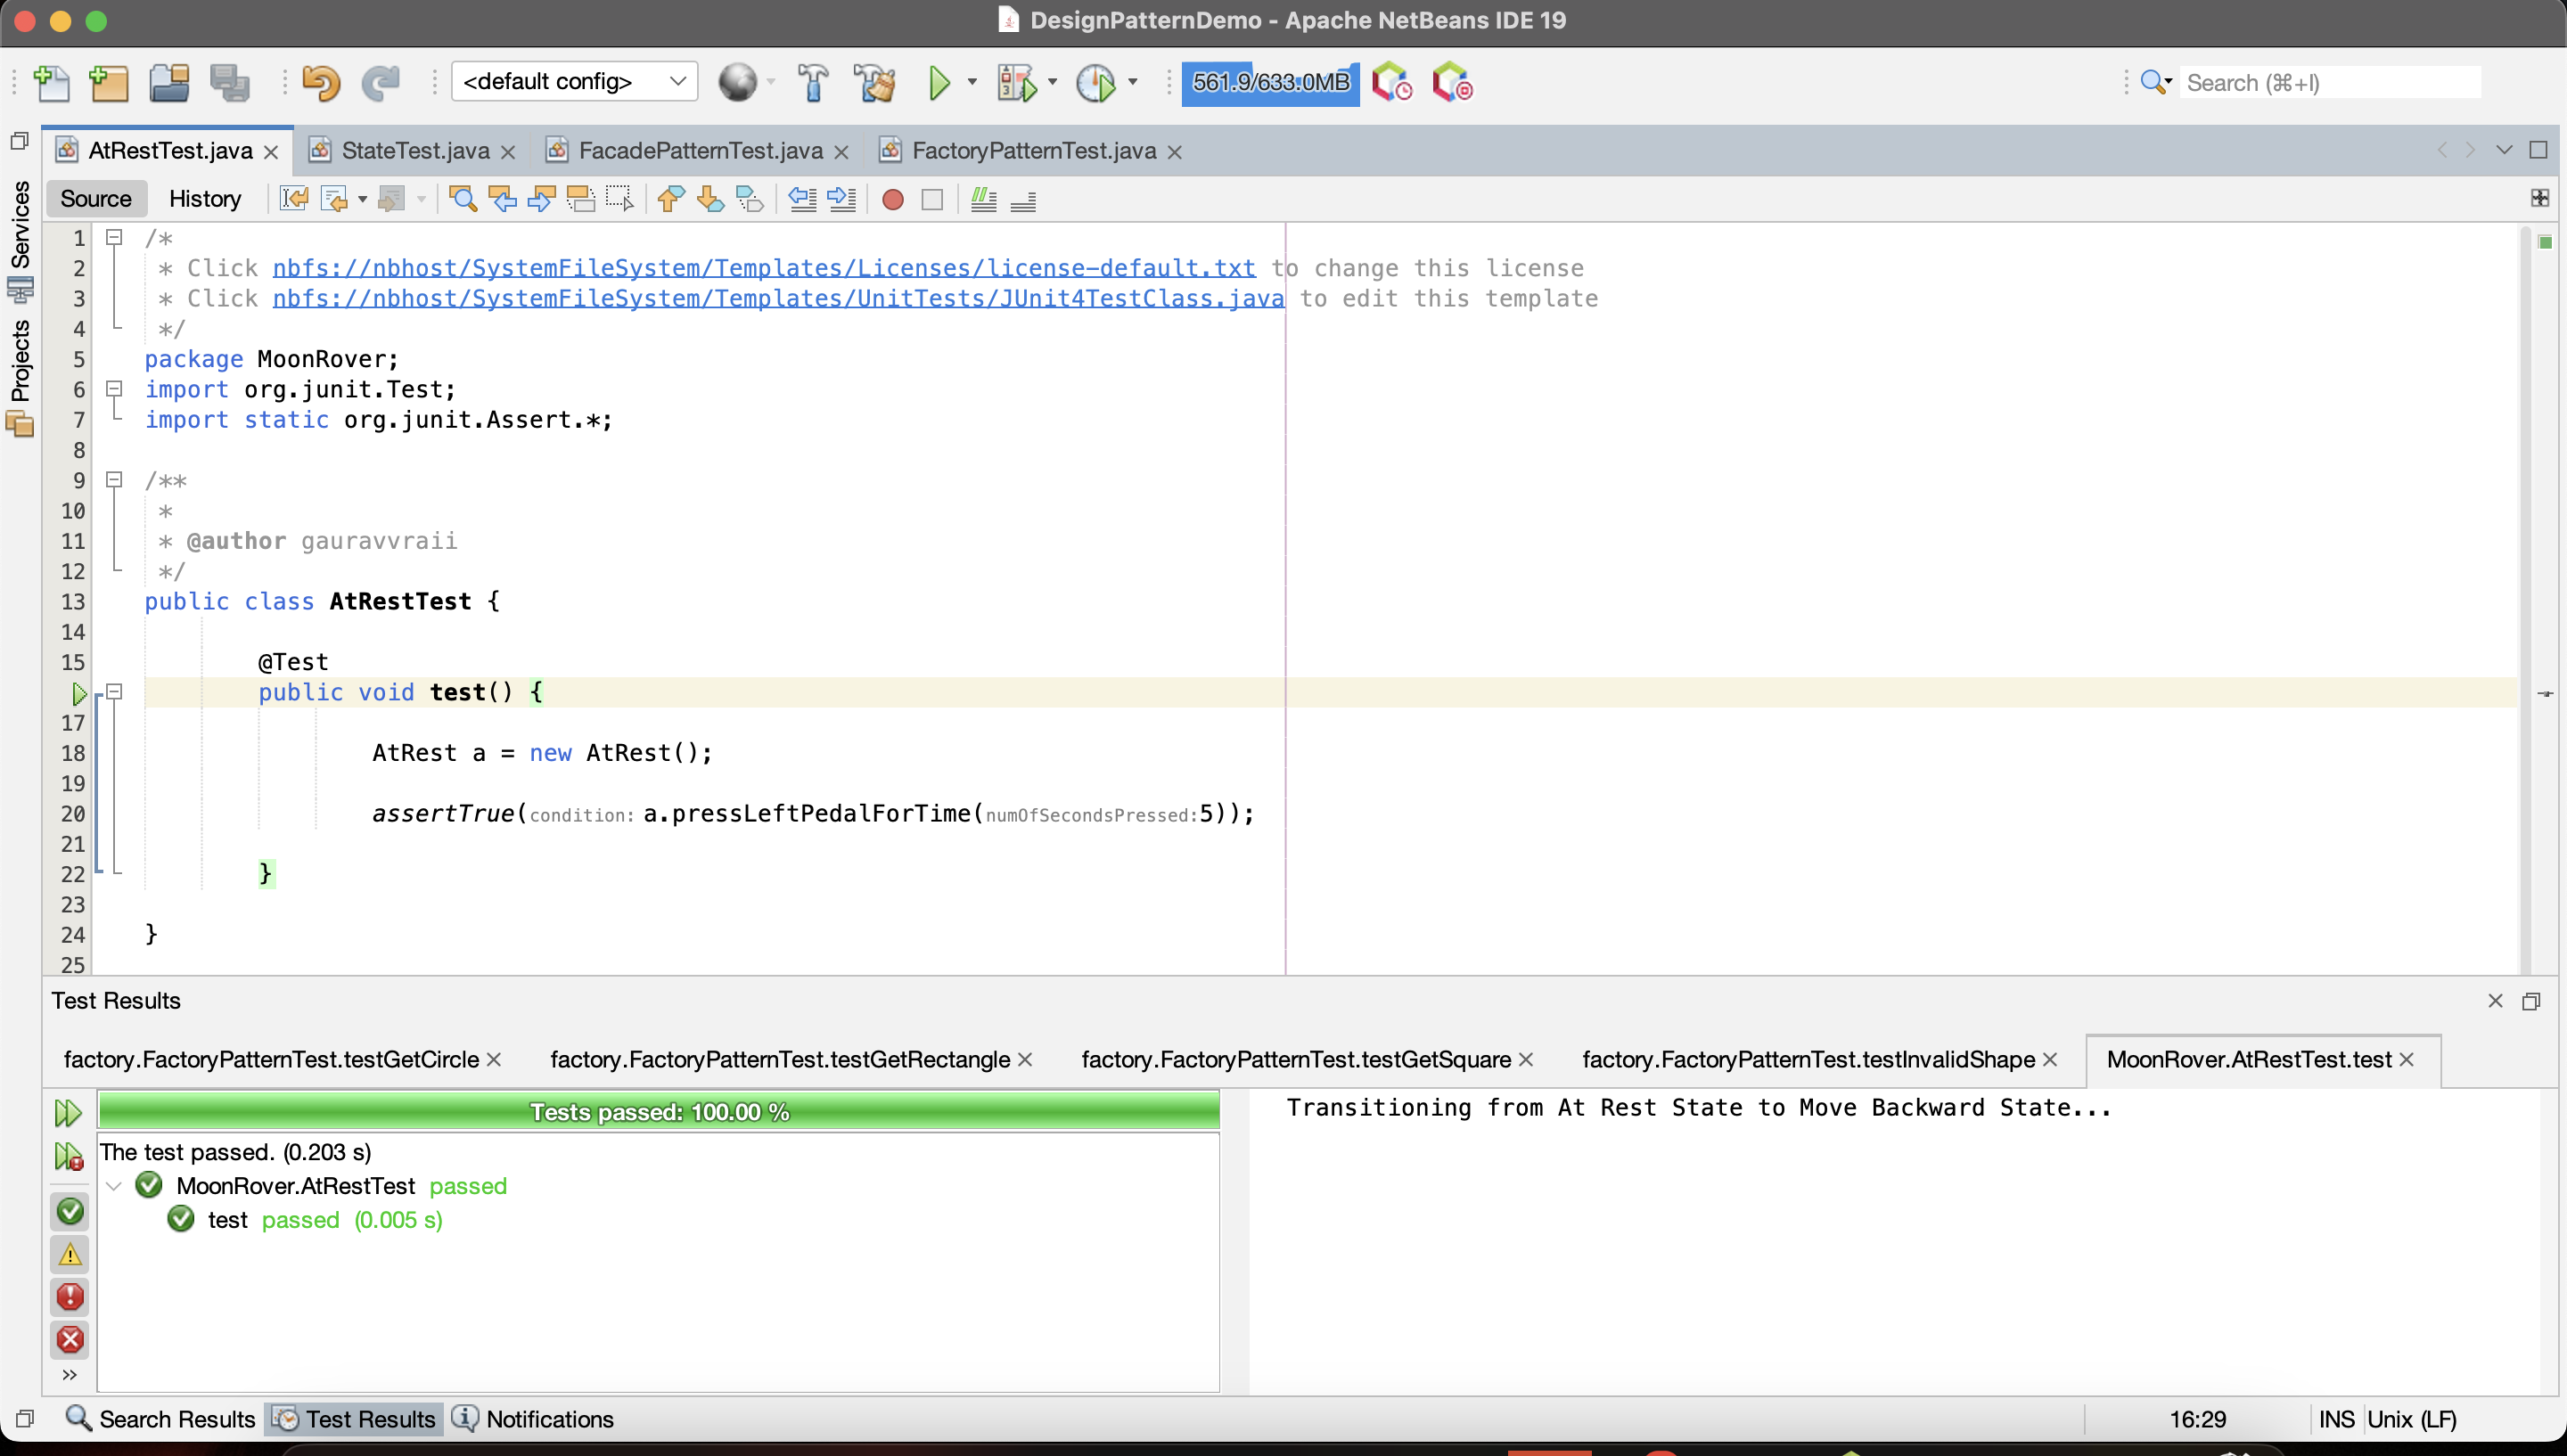 DesignPatternDemo - Apache NetBeans IDE 19
<default config>
561.9/633.0MB
Search (⌘+I)
AtRestTest.java
StateTest.java
FacadePatternTest.java
FactoryPatternTest.java
Services
Projects
Source
History
1 /*
2 * Click nbfs://nbhost/SystemFileSystem/Templates/Licenses/license-default.txt to change this license
3 * Click nbfs://nbhost/SystemFileSystem/Templates/UnitTests/JUnit4TestClass.java to edit this template
4 */
5 package MoonRover;
6 import org.junit.Test;
7 import static org.junit.Assert.*;
8
9 /**
10 *
11 * @author gauravvraii
12 */
13 public class AtRestTest {
14
15 @Test
public void test() {
17
18 AtRest a = new AtRest();
19
20 assertTrue(condition: a.pressLeftPedalForTime(numOfSecondsPressed:5));
21
22 }
23
24 }
25
Test Results
factory.FactoryPatternTest.testGetCircle
factory.FactoryPatternTest.testGetRectangle
factory.FactoryPatternTest.testGetSquare
factory.FactoryPatternTest.testInvalidShape
MoonRover.AtRestTest.test
Tests passed: 100.00 %
The test passed. (0.203 s)
MoonRover.AtRestTest passed
test passed (0.005 s)
Transitioning from At Rest State to Move Backward State...
Search Results
Test Results
Notifications
16:29
INS
Unix (LF)